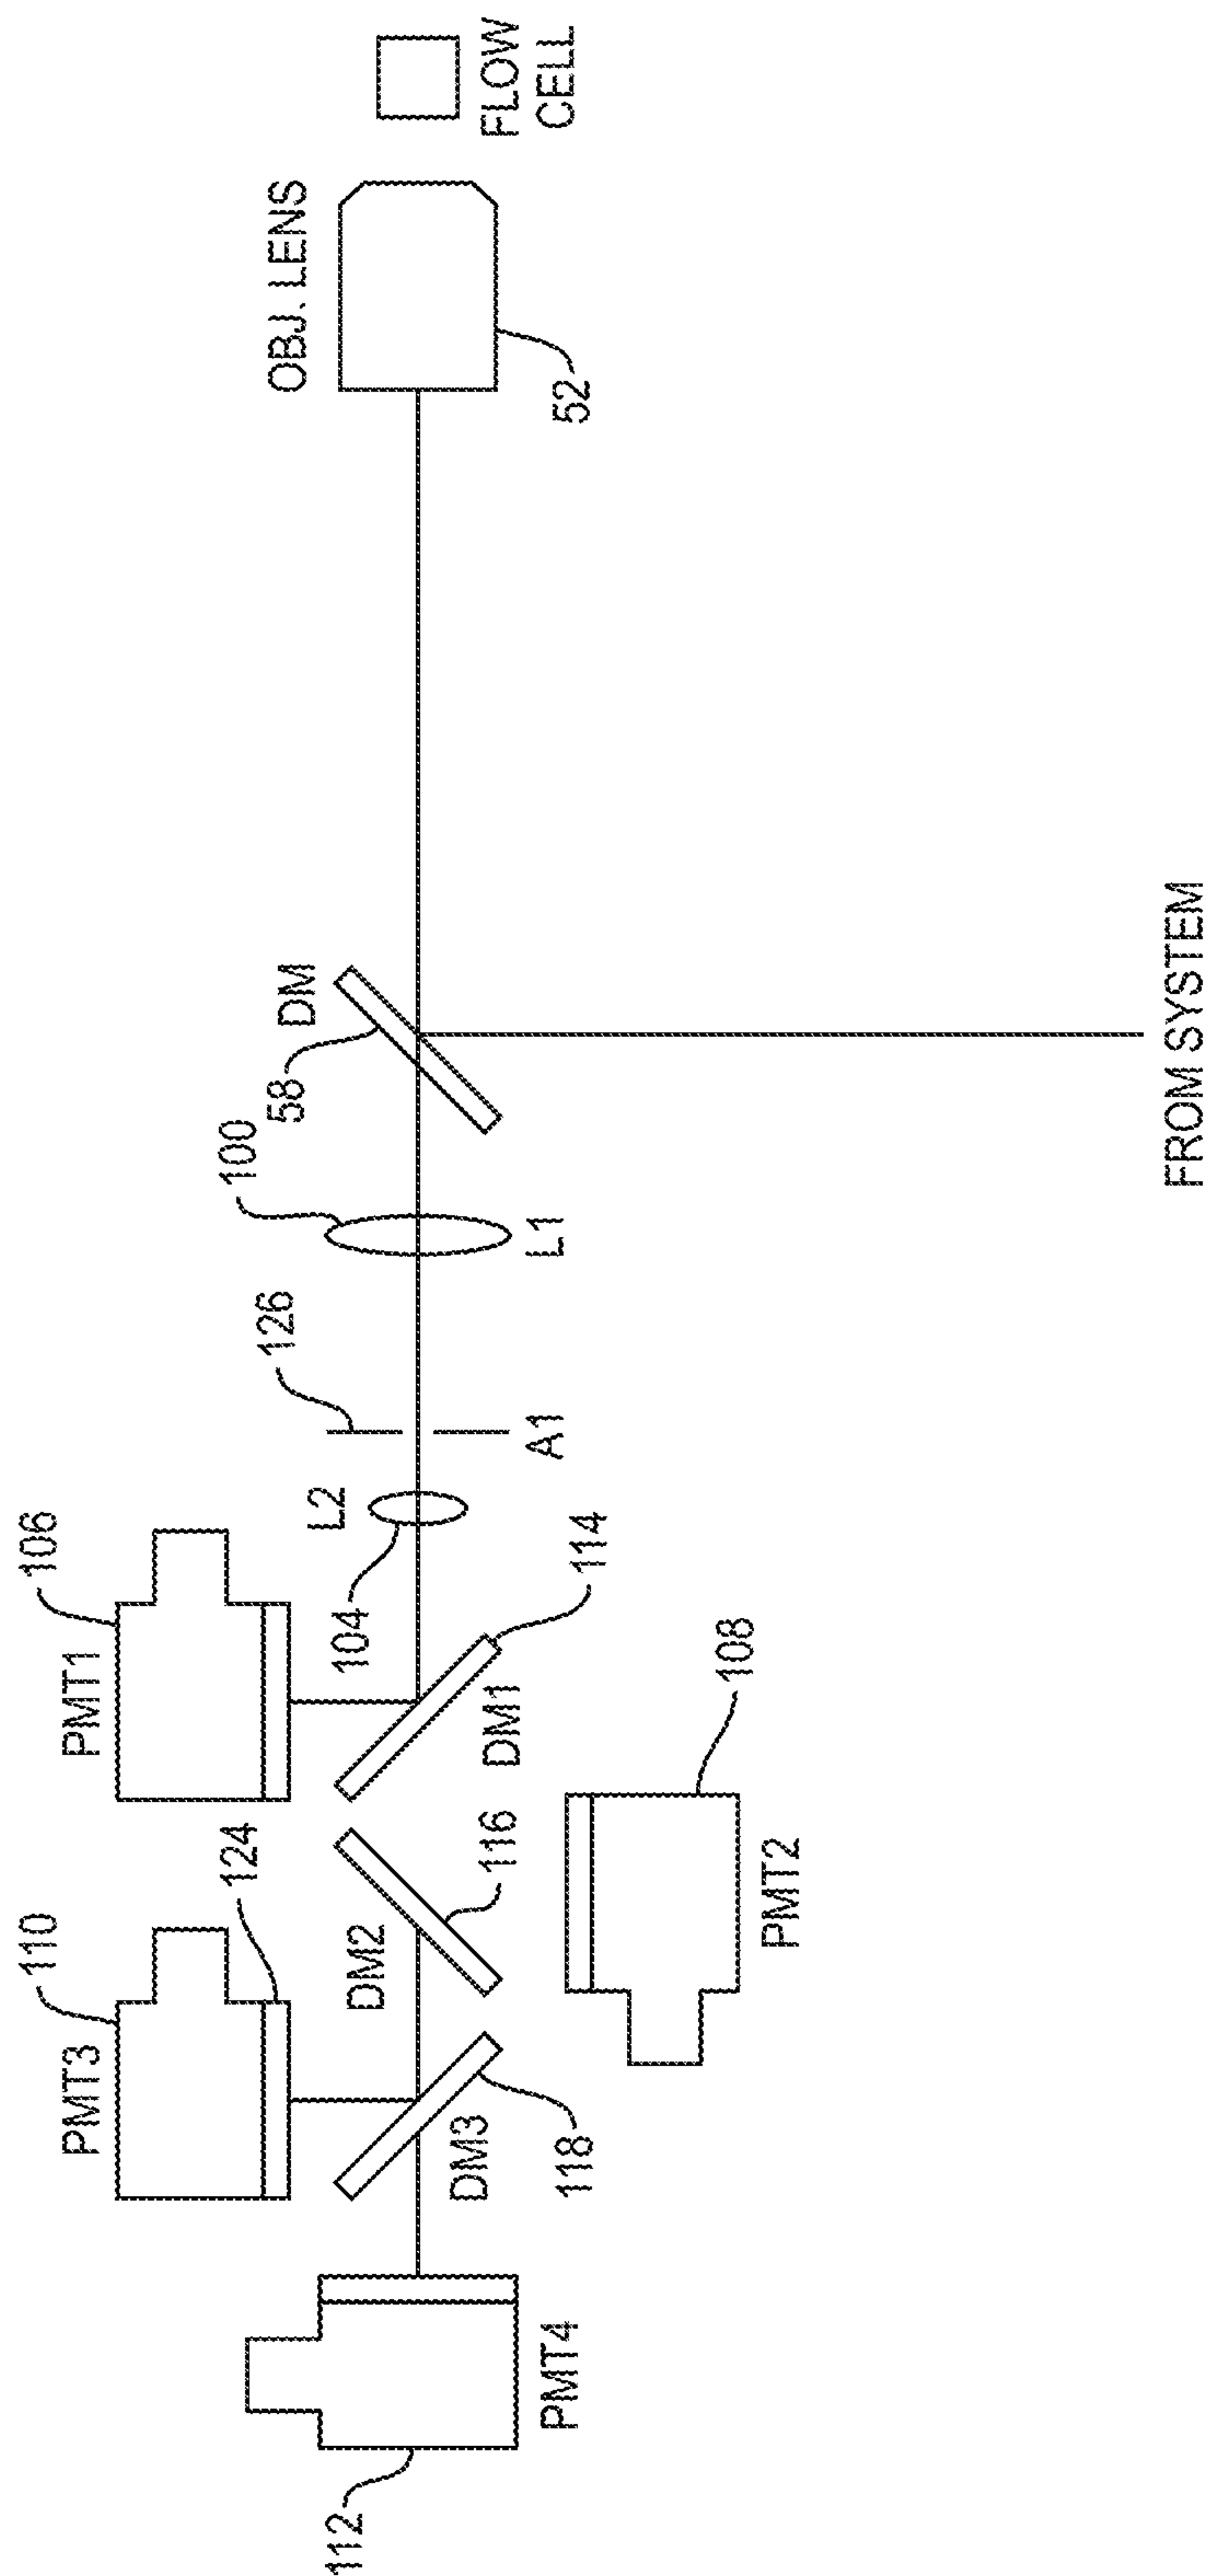 FLOW
CELL
OBJ. LENS
52
DM
58
FROM SYSTEM
100
L1
126
A1
L2
104
106
PMT1
114
DM1
108
PMT2
124
116
DM2
110
PMT3
DM3
118
PMT4
112